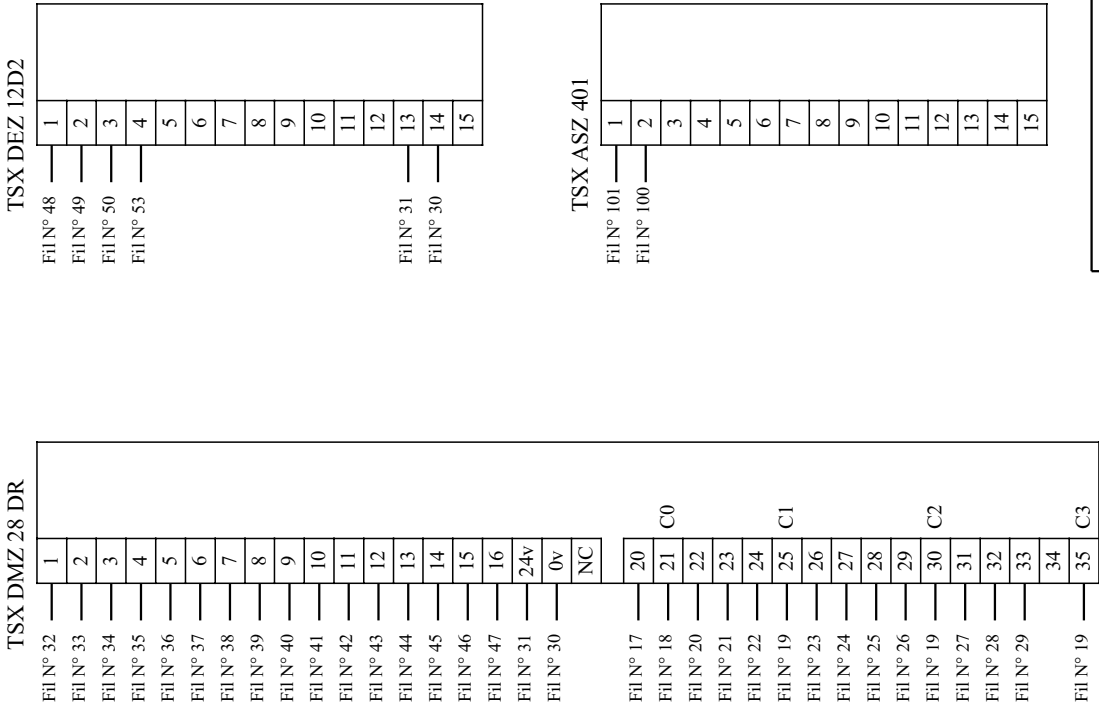 TSX DEZ 12D2
Fil N° 48 1
Fil N° 49 2
Fil N° 50 3
Fil N° 53 4
5
6
7
8
9
10
11
12
Fil N° 31 13
Fil N° 30 14
15
TSX ASZ 401
Fil N° 101 1
Fil N° 100 2
3
4
5
6
7
8
9
10
11
12
13
14
15
TSX DMZ 28 DR
Fil N° 32 1
Fil N° 33 2
Fil N° 34 3
Fil N° 35 4
Fil N° 36 5
Fil N° 37 6
Fil N° 38 7
Fil N° 39 8
Fil N° 40 9
Fil N° 41 10
Fil N° 42 11
Fil N° 43 12
Fil N° 44 13
Fil N° 45 14
Fil N° 46 15
Fil N° 47 16
Fil N° 31 24v
Fil N° 30 0v
NC
Fil N° 17 20
Fil N° 18 21 C0
Fil N° 20 22
Fil N° 21 23
Fil N° 22 24
Fil N° 19 25 C1
Fil N° 23 26
Fil N° 24 27
Fil N° 25 28
Fil N° 26 29
Fil N° 19 30 C2
Fil N° 27 31
Fil N° 28 32
Fil N° 29 33
34
Fil N° 19 35 C3